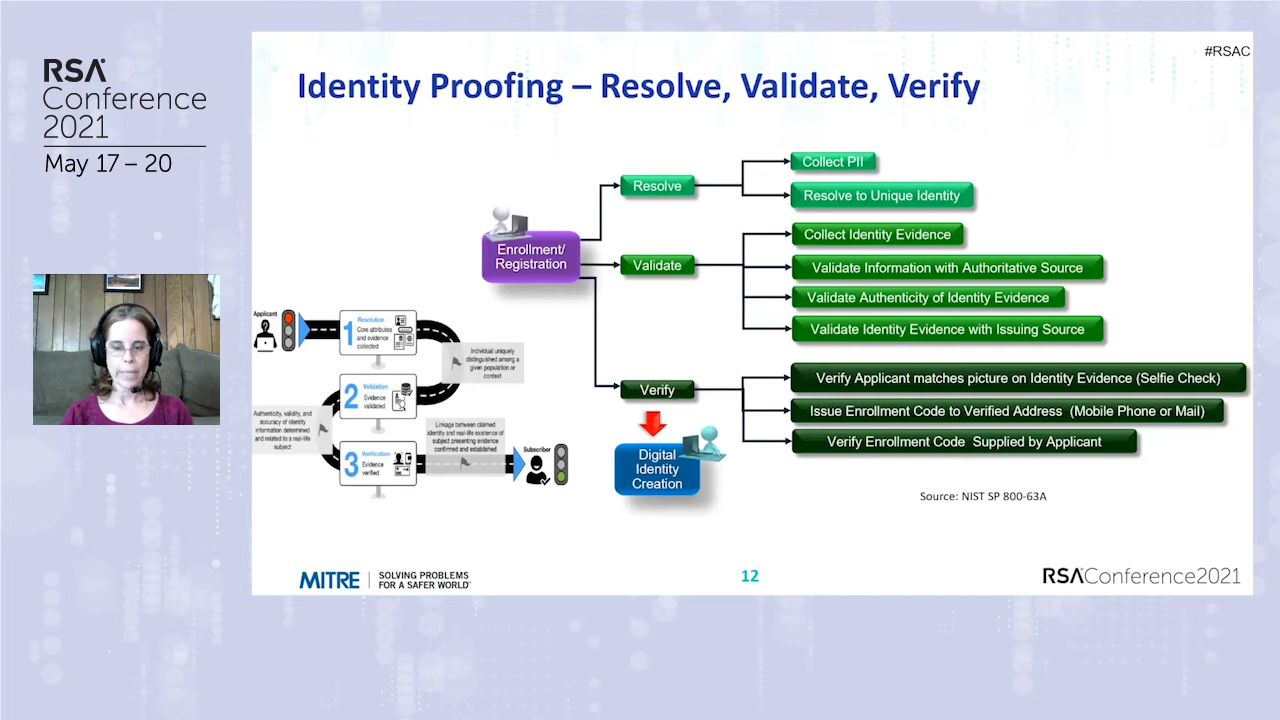 RSA
Conference
2021
May 17 – 20
#RSAC
Identity Proofing – Resolve, Validate, Verify
Enrollment/
Registration
Resolve
Collect PII
Resolve to Unique Identity
Validate
Collect Identity Evidence
Validate Information with Authoritative Source
Validate Authenticity of Identity Evidence
Validate Identity Evidence with Issuing Source
Verify
Verify Applicant matches picture on Identity Evidence (Selfie Check)
Issue Enrollment Code to Verified Address (Mobile Phone or Mail)
Verify Enrollment Code Supplied by Applicant
Digital
Identity
Creation
Applicant
1
Resolution
Core attributes
and evidence
collected
Individual uniquely
distinguished among a
given population or
context
2
Validation
Evidence
validated
Authenticity, validity, and
accuracy of identity
information determined
and related to a real-life
subject
3
Verification
Evidence
verified
Linkage between claimed
identity and real-life existence of
subject presenting evidence
confirmed and established
Subscriber
Source: NIST SP 800-63A
MITRE
SOLVING PROBLEMS
FOR A SAFER WORLD
12
RSAConference2021